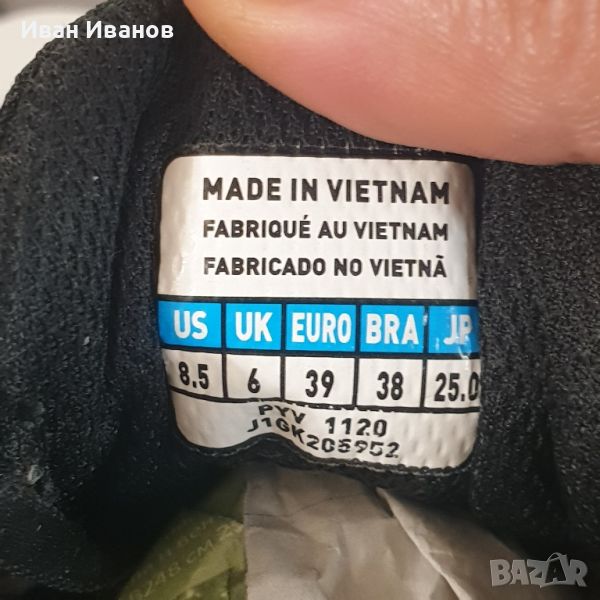 Иван Иванов
MADE IN VIETNAM
FABRIQUÉ AU VIETNAM
FABRICADO NO VIETNÃ
US UK EURO BRA JP
8.5 6 39 38 25.0
PYV 1120
J1GK205952
BAZAR